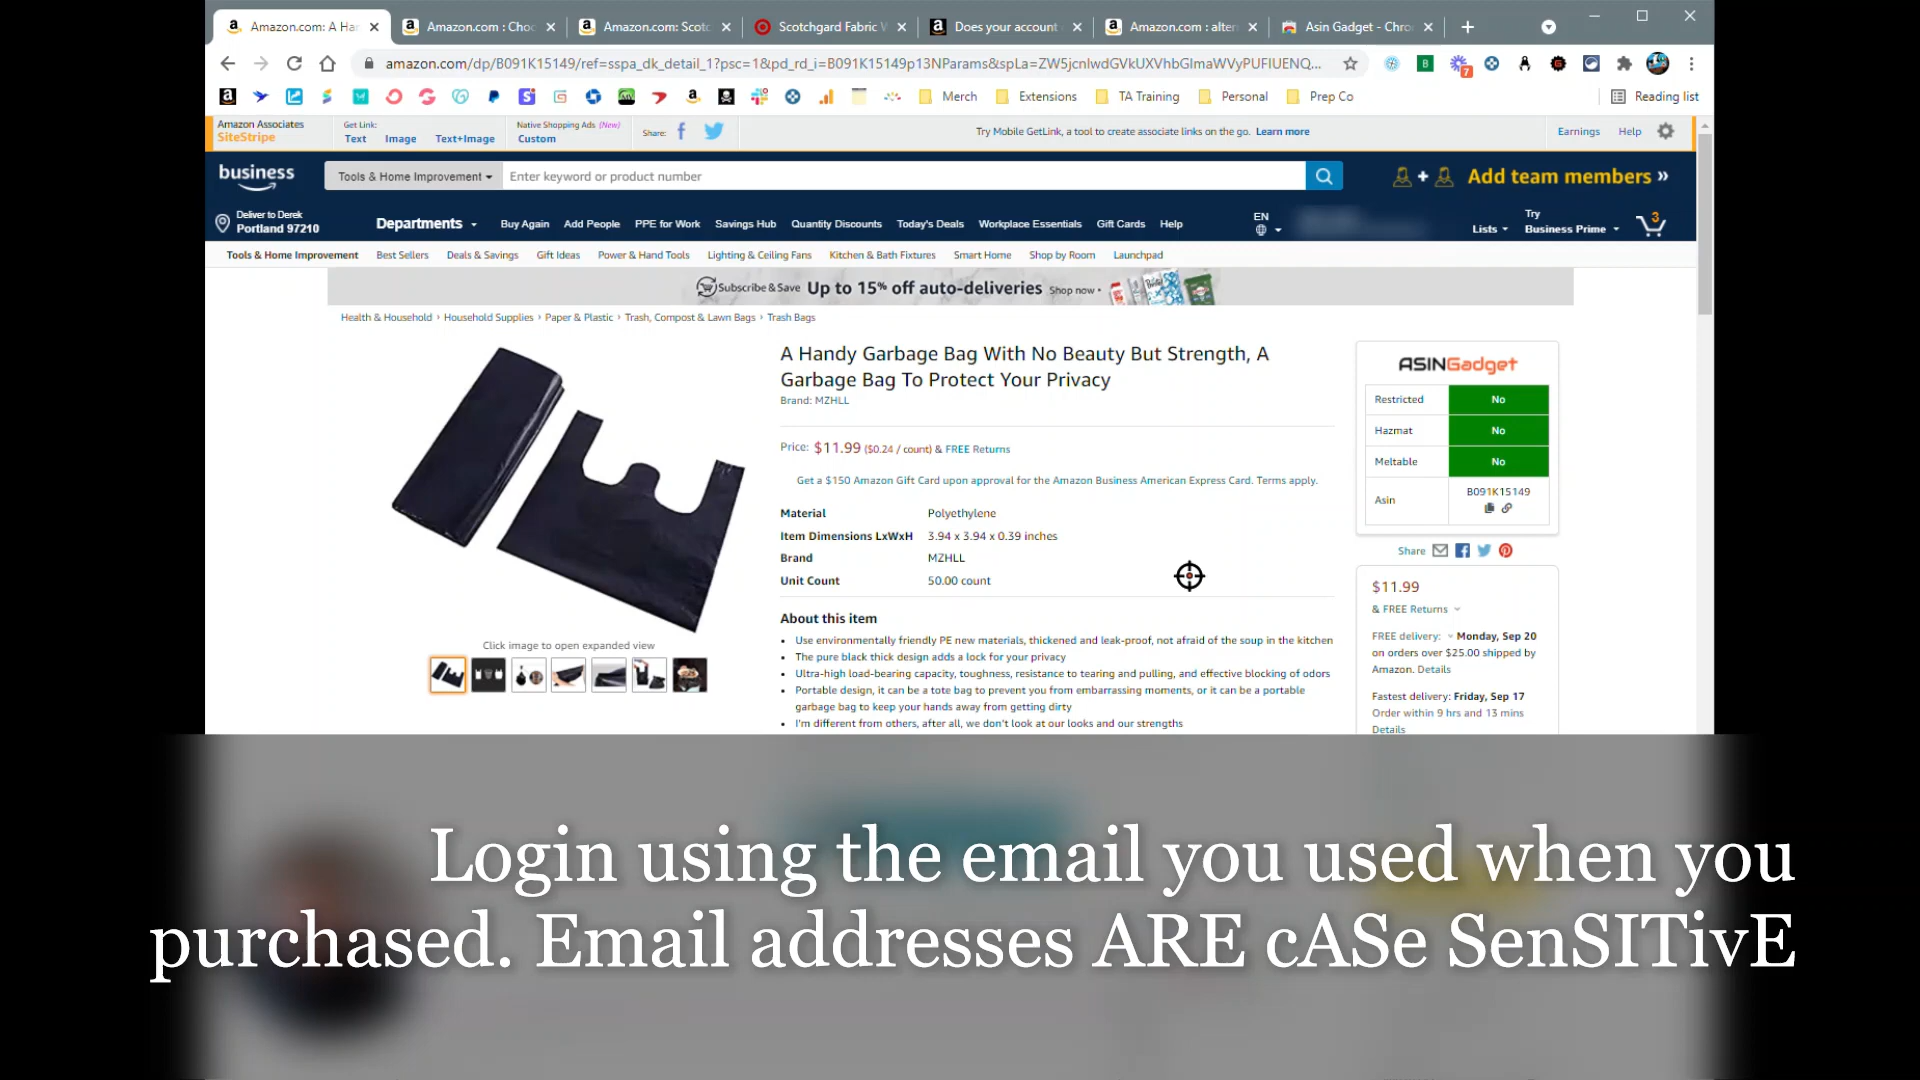 Amazon.com: A Har
Amazon.com : Choc
Amazon.com: Scotc
Scotchgard Fabric W
Does your account
Amazon.com : alter
Asin Gadget - Chro
amazon.com/dp/B091K15149/ref=sspa_dk_detail_1?psc=1&pd_rd_i=B091K15149p13NParams&spLa=ZW5jcnlwdGVkUXVhbGlmaWVyPUFIUENQ...
Merch
Extensions
TA Training
Personal
Prep Co
Reading list
Amazon Associates
SiteStripe
Get Link:
Text Image Text+Image
Native Shopping Ads (New)
Custom
Share:
Try Mobile GetLink, a tool to create associate links on the go. Learn more
Earnings Help
business
Tools & Home Improvement
Enter keyword or product number
Add team members »
Deliver to Derek
Portland 97210
Departments
Buy Again Add People PPE for Work Savings Hub Quantity Discounts Today's Deals Workplace Essentials Gift Cards Help
EN
Lists
Try
Business Prime
3
Tools & Home Improvement Best Sellers Deals & Savings Gift Ideas Power & Hand Tools Lighting & Ceiling Fans Kitchen & Bath Fixtures Smart Home Shop by Room Launchpad
Subscribe & Save Up to 15% off auto-deliveries Shop now
Health & Household › Household Supplies › Paper & Plastic › Trash, Compost & Lawn Bags › Trash Bags
A Handy Garbage Bag With No Beauty But Strength, A
Garbage Bag To Protect Your Privacy
Brand: MZHLL
Price: $11.99 ($0.24 / count) & FREE Returns
Get a $150 Amazon Gift Card upon approval for the Amazon Business American Express Card. Terms apply.
Material Polyethylene
Item Dimensions LxWxH 3.94 x 3.94 x 0.39 inches
Brand MZHLL
Unit Count 50.00 count
About this item
• Use environmentally friendly PE new materials, thickened and leak-proof, not afraid of the soup in the kitchen
• The pure black thick design adds a lock for your privacy
• Ultra-high load-bearing capacity, toughness, resistance to tearing and pulling, and effective blocking of odors
• Portable design, it can be a tote bag to prevent you from embarrassing moments, or it can be a portable
garbage bag to keep your hands away from getting dirty
• I'm different from others, after all, we don't look at our looks and our strengths
Click image to open expanded view
ASINGadget
Restricted No
Hazmat No
Meltable No
Asin B091K15149
Share
$11.99
& FREE Returns
FREE delivery: Monday, Sep 20
on orders over $25.00 shipped by
Amazon. Details
Fastest delivery: Friday, Sep 17
Order within 9 hrs and 13 mins
Details
Login using the email you used when you
purchased. Email addresses ARE cASe SenSITivE